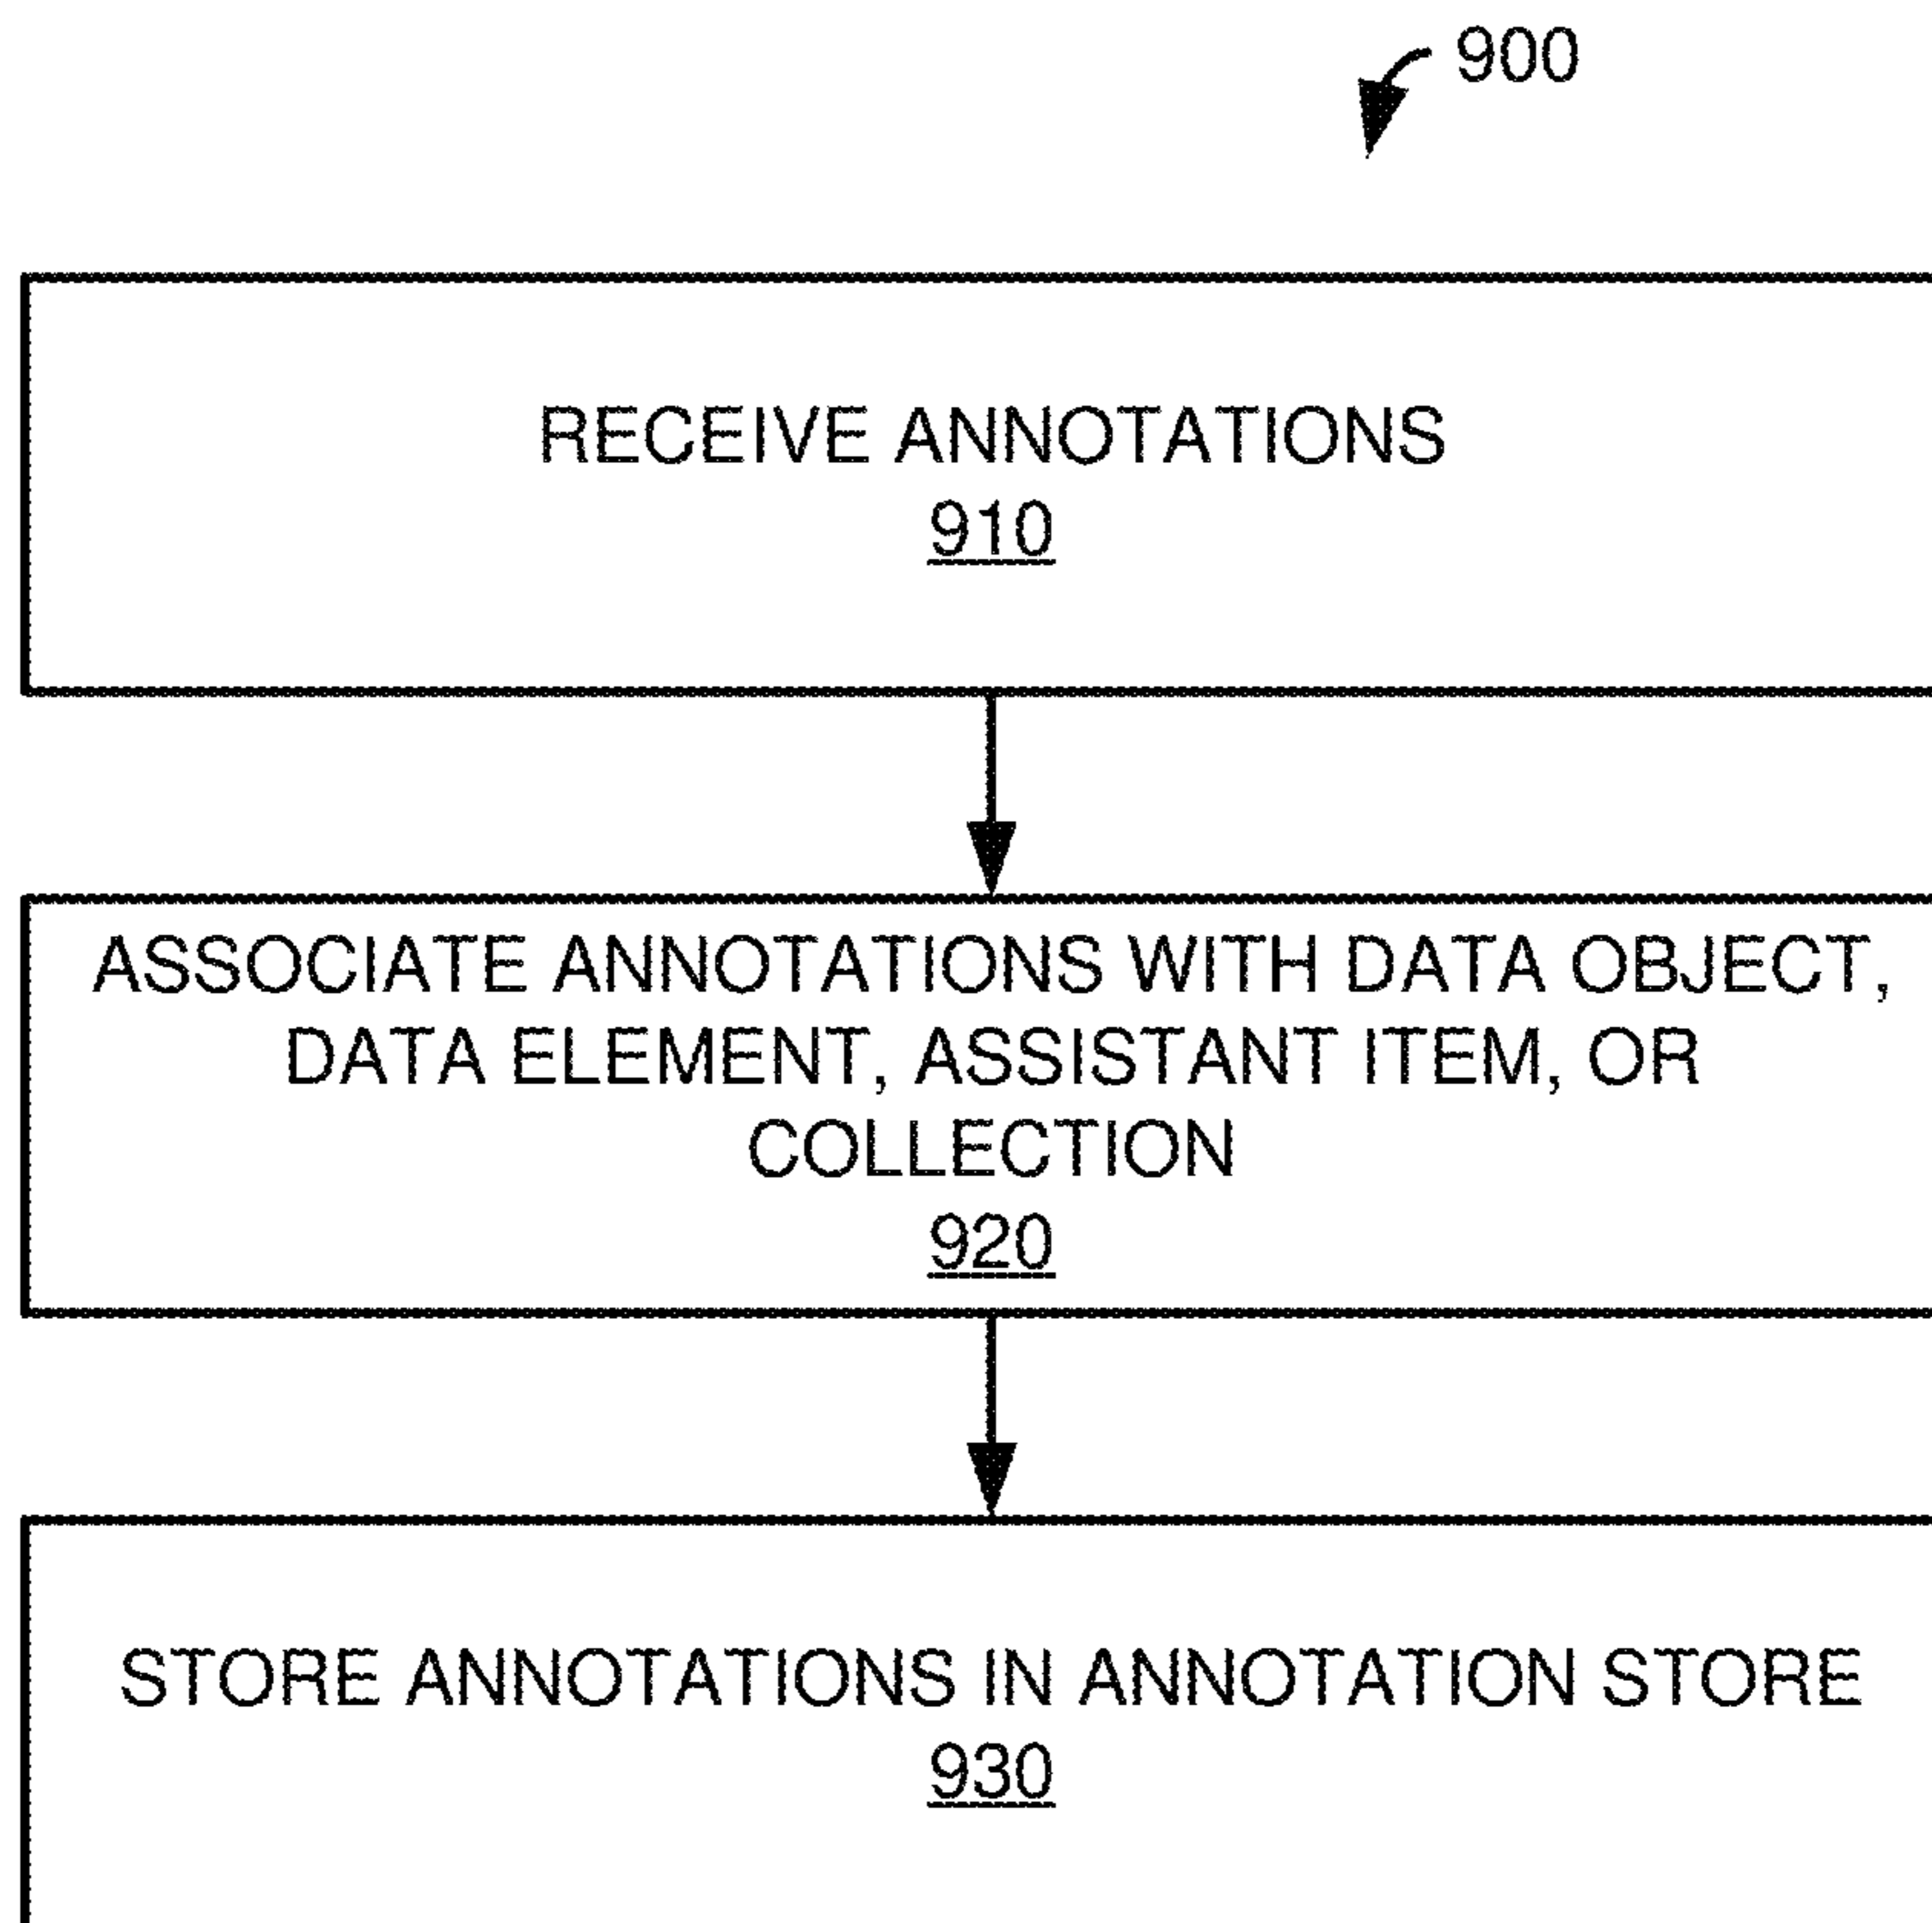 900
RECEIVE ANNOTATIONS
910
ASSOCIATE ANNOTATIONS WITH DATA OBJECT,
DATA ELEMENT, ASSISTANT ITEM, OR
COLLECTION
920
STORE ANNOTATIONS IN ANNOTATION STORE
930